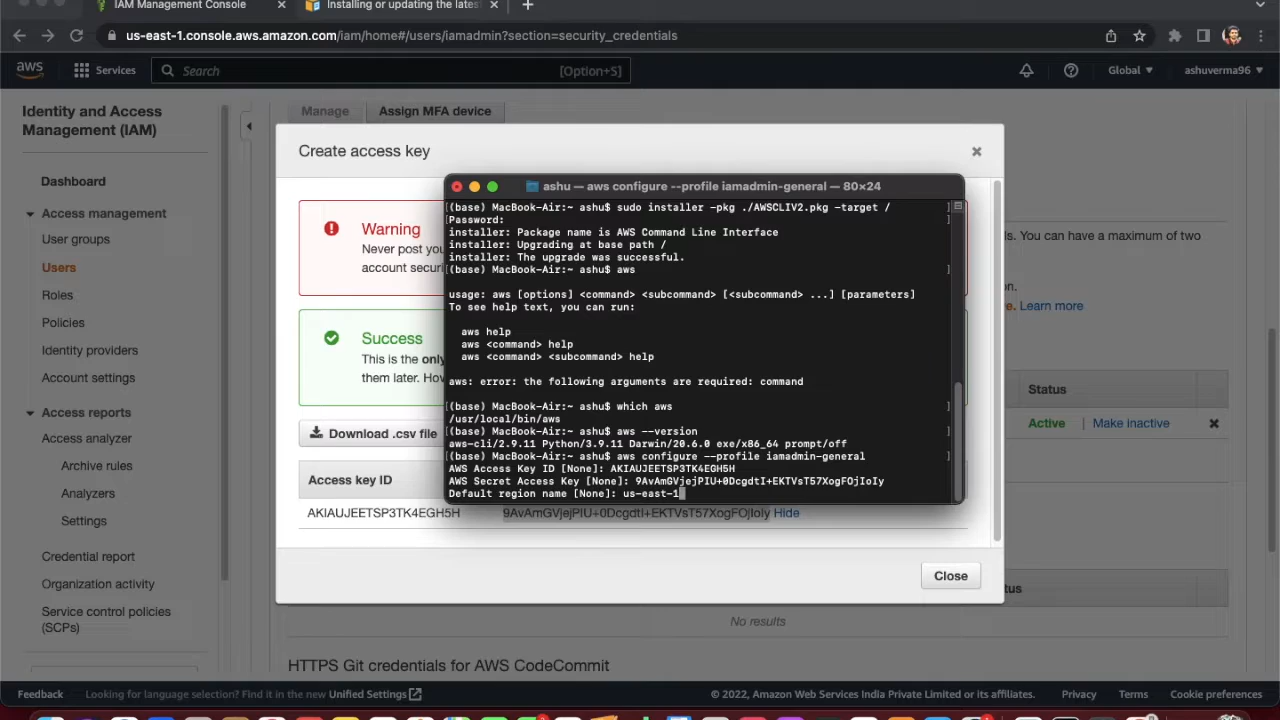 IAM Management Console
Installing or updating the latest
us-east-1.console.aws.amazon.com/iam/home#/users/iamadmin?section=security_credentials
aws
Services
Search
[Option+S]
Global
ashuverma96
Identity and Access
Management (IAM)
Dashboard
Access management
User groups
Users
Roles
Policies
Identity providers
Account settings
Access reports
Access analyzer
Archive rules
Analyzers
Settings
Credential report
Organization activity
Service control policies
(SCPs)
Manage
Assign MFA device
Create access key
Warning
Never post you
account securi
Success
This is the only
them later. How
Download .csv file
Access key ID
AKIAUJEETSP3TK4EGH5H
9AvAmGVjejPIU+0DcgdtI+EKTVsT57XogFOjIoIy Hide
Close
ashu — aws configure --profile iamadmin-general — 80×24
[(base) MacBook-Air:~ ashu$ sudo installer -pkg ./AWSCLIV2.pkg -target / ]
[Password: ]
installer: Package name is AWS Command Line Interface
installer: Upgrading at base path /
installer: The upgrade was successful.
[(base) MacBook-Air:~ ashu$ aws ]
usage: aws [options] <command> <subcommand> [<subcommand> ...] [parameters]
To see help text, you can run:
aws help
aws <command> help
aws <command> <subcommand> help
aws: error: the following arguments are required: command
[(base) MacBook-Air:~ ashu$ which aws ]
/usr/local/bin/aws
[(base) MacBook-Air:~ ashu$ aws --version ]
aws-cli/2.9.11 Python/3.9.11 Darwin/20.6.0 exe/x86_64 prompt/off
[(base) MacBook-Air:~ ashu$ aws configure --profile iamadmin-general ]
AWS Access Key ID [None]: AKIAUJEETSP3TK4EGH5H
AWS Secret Access Key [None]: 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
Default region name [None]: us-east-1
ds. You can have a maximum of two
on.
e. Learn more
Status
Active | Make inactive
tus
No results
HTTPS Git credentials for AWS CodeCommit
Feedback
Looking for language selection? Find it in the new Unified Settings
© 2022, Amazon Web Services India Private Limited or its affiliates.
Privacy
Terms
Cookie preferences